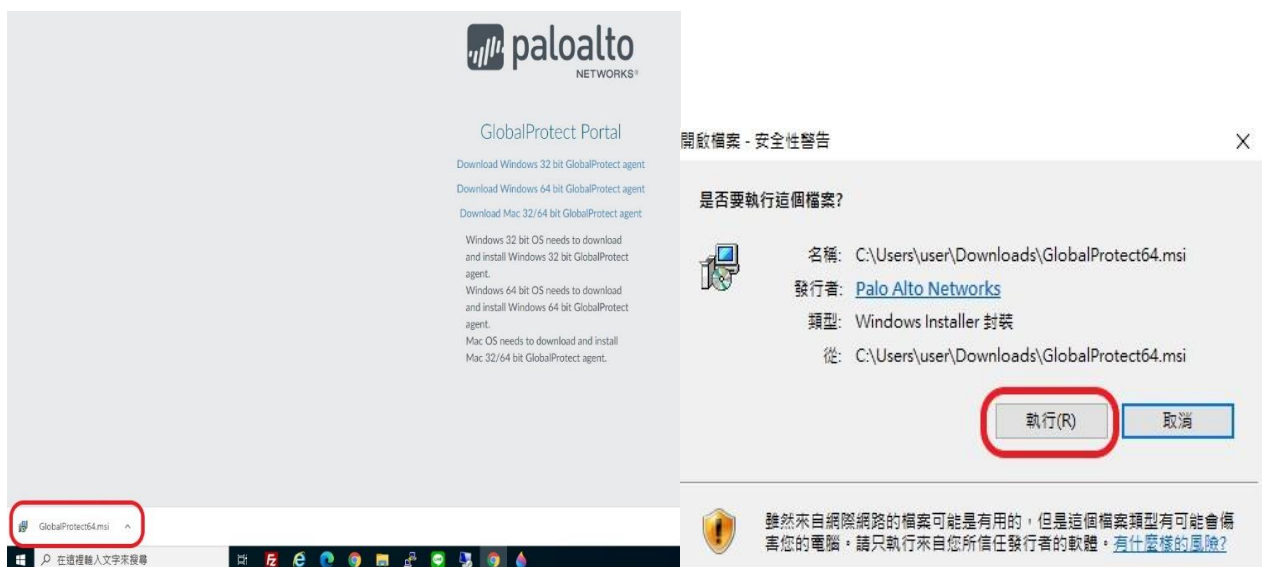 paloalto
NETWORKS®
GlobalProtect Portal
Download Windows 32 bit GlobalProtect agent
Download Windows 64 bit GlobalProtect agent
Download Mac 32/64 bit GlobalProtect agent
Windows 32 bit OS needs to download
and install Windows 32 bit GlobalProtect
agent.
Windows 64 bit OS needs to download
and install Windows 64 bit GlobalProtect
agent.
Mac OS needs to download and install
Mac 32/64 bit GlobalProtect agent.
GlobalProtect64.msi
在這裡輸入文字來搜尋
開啟檔案 - 安全性警告
是否要執行這個檔案?
名稱: C:\Users\user\Downloads\GlobalProtect64.msi
發行者: Palo Alto Networks
類型: Windows Installer 封裝
從: C:\Users\user\Downloads\GlobalProtect64.msi
執行(R) 取消
雖然來自網際網路的檔案可能是有用的，但是這個檔案類型有可能會傷
害您的電腦。請只執行來自您所信任發行者的軟體。有什麼樣的風險?